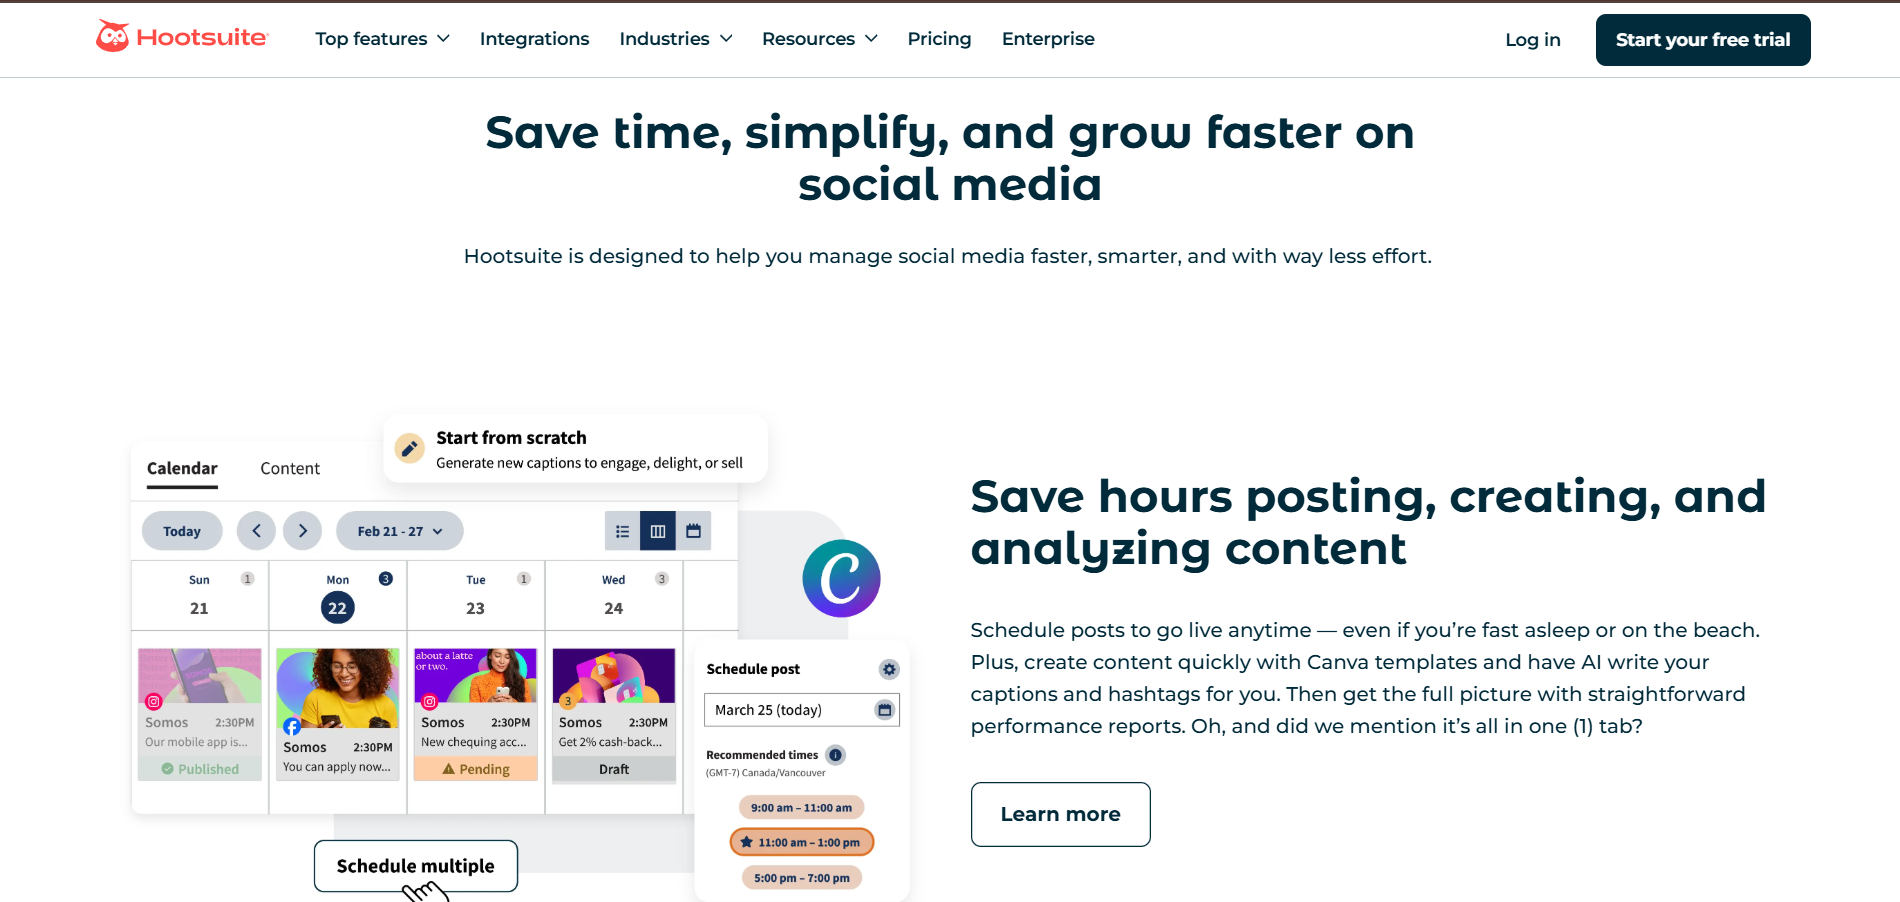 Hootsuite
Top features
Integrations
Industries
Resources
Pricing
Enterprise
Log in
Start your free trial
Save time, simplify, and grow faster on
social media
Hootsuite is designed to help you manage social media faster, smarter, and with way less effort.
Start from scratch
Generate new captions to engage, delight, or sell
Calendar
Content
Today
Feb 21 - 27
Sun 1
21
Mon 3
22
Tue 1
23
Wed 3
24
Somos 2:30PM
Our mobile app is...
Published
Somos 2:30PM
You can apply now...
about a latte
or two.
Somos 2:30PM
New chequing acc...
Pending
3
Somos 2:30PM
Get 2% cash-back...
Draft
C
Schedule post
March 25 (today)
Recommended times
(GMT-7) Canada/Vancouver
9:00 am – 11:00 am
11:00 am – 1:00 pm
5:00 pm – 7:00 pm
Schedule multiple
Save hours posting, creating, and
analyzing content
Schedule posts to go live anytime — even if you’re fast asleep or on the beach.
Plus, create content quickly with Canva templates and have AI write your
captions and hashtags for you. Then get the full picture with straightforward
performance reports. Oh, and did we mention it’s all in one (1) tab?
Learn more